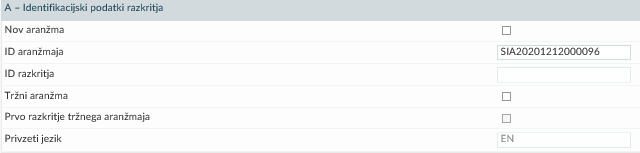 A – Identifikacijski podatki razkritja
Nov aranžma
ID aranžmaja SIA20201212000096
ID razkritja
Tržni aranžma
Prvo razkritje tržnega aranžmaja
Privzeti jezik EN